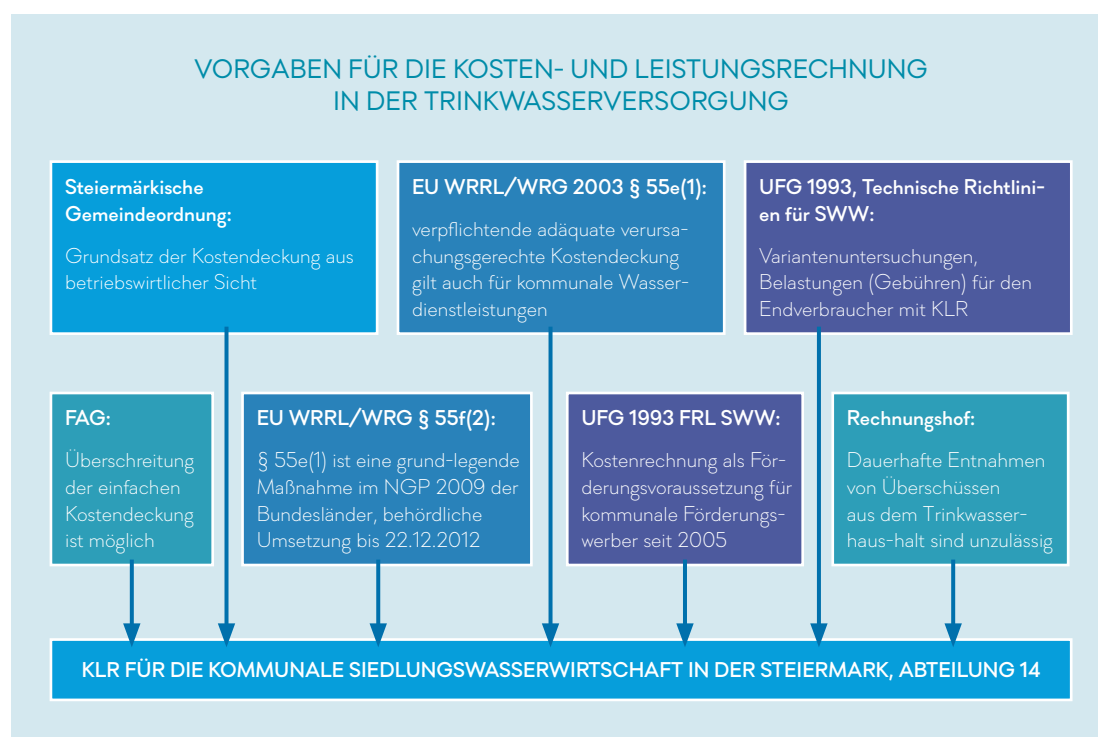 VORGABEN FÜR DIE KOSTEN- UND LEISTUNGSRECHNUNG
IN DER TRINKWASSERVERSORGUNG
Steiermärkische
Gemeindeordnung:
Grundsatz der Kostendeckung aus
betriebswirtlicher Sicht
EU WRRL/WRG 2003 § 55e(1):
verpflichtende adäquate verursa-
chungsgerechte Kostendeckung
gilt auch für kommunale Wasser-
dienstleistungen
UFG 1993, Technische Richtlini-
en für SWW:
Variantenuntersuchungen,
Belastungen (Gebühren) für den
Endverbraucher mit KLR
FAG:
Überschreitung
der einfachen
Kostendeckung
ist möglich
EU WRRL/WRG § 55f(2):
§ 55e(1) ist eine grund-legende
Maßnahme im NGP 2009 der
Bundesländer, behördliche
Umsetzung bis 22.12.2012
UFG 1993 FRL SWW:
Kostenrechnung als För-
derungsvoraussetzung für
kommunale Förderungs-
werber seit 2005
Rechnungshof:
Dauerhafte Entnahmen
von Überschüssen
aus dem Trinkwasser-
haus-halt sind unzulässig
KLR FÜR DIE KOMMUNALE SIEDLUNGSWASSERWIRTSCHAFT IN DER STEIERMARK, ABTEILUNG 14